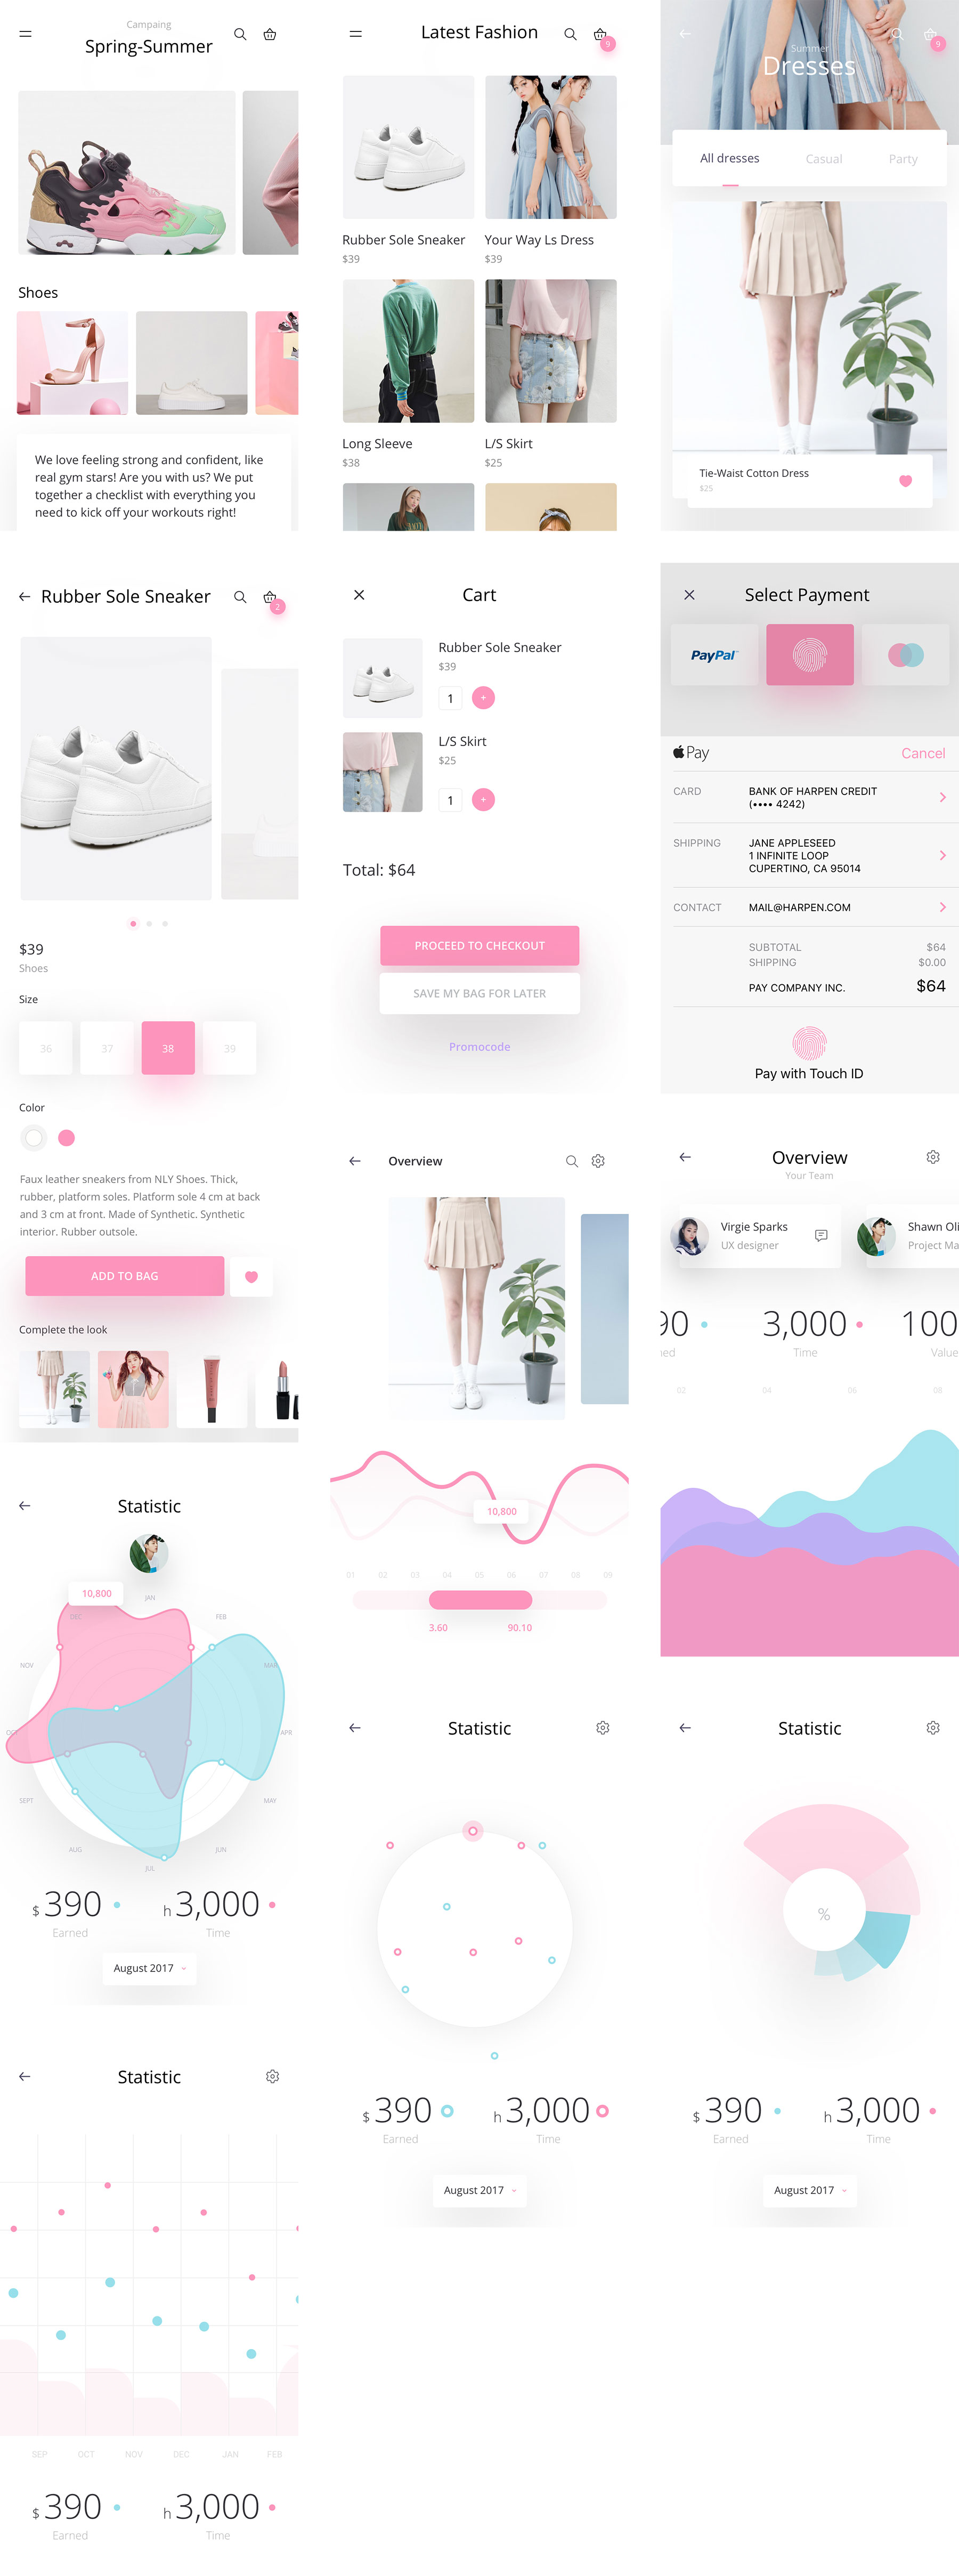 Campaing
Spring-Summer
Shoes
We love feeling strong and confident, like
real gym stars! Are you with us? We put
together a checklist with everything you
need to kick off your workouts right!
Latest Fashion
9
Rubber Sole Sneaker
$39
Your Way Ls Dress
$39
Long Sleeve
$38
L/S Skirt
$25
Summer
Dresses
9
All dresses
Casual
Party
Tie-Waist Cotton Dress
$25
Rubber Sole Sneaker
2
$39
Shoes
Size
36
37
38
39
Color
Faux leather sneakers from NLY Shoes. Thick,
rubber, platform soles. Platform sole 4 cm at back
and 3 cm at front. Made of Synthetic. Synthetic
interior. Rubber outsole.
ADD TO BAG
Complete the look
Cart
Rubber Sole Sneaker
$39
1
+
L/S Skirt
$25
1
+
Total: $64
PROCEED TO CHECKOUT
SAVE MY BAG FOR LATER
Promocode
Select Payment
PayPal
Pay
Cancel
CARD
BANK OF HARPEN CREDIT
(•••• 4242)
SHIPPING
JANE APPLESEED
1 INFINITE LOOP
CUPERTINO, CA 95014
CONTACT
MAIL@HARPEN.COM
SUBTOTAL
$64
SHIPPING
$0.00
PAY COMPANY INC.
$64
Pay with Touch ID
Overview
10,800
01 02 03 04 05 06 07 08 09
3.60
90.10
Overview
Your Team
Virgie Sparks
UX designer
Shawn Oli
Project Ma
90
3,000
100
ned
Time
Value
02 04 06 08
Statistic
10,800
JAN
FEB
MAR
APR
MAY
JUN
JUL
AUG
SEPT
OCT
NOV
DEC
$ 390
Earned
h 3,000
Time
August 2017
Statistic
$ 390
Earned
h 3,000
Time
August 2017
Statistic
%
$ 390
Earned
h 3,000
Time
August 2017
Statistic
SEP OCT NOV DEC JAN FEB
$ 390
Earned
h 3,000
Time